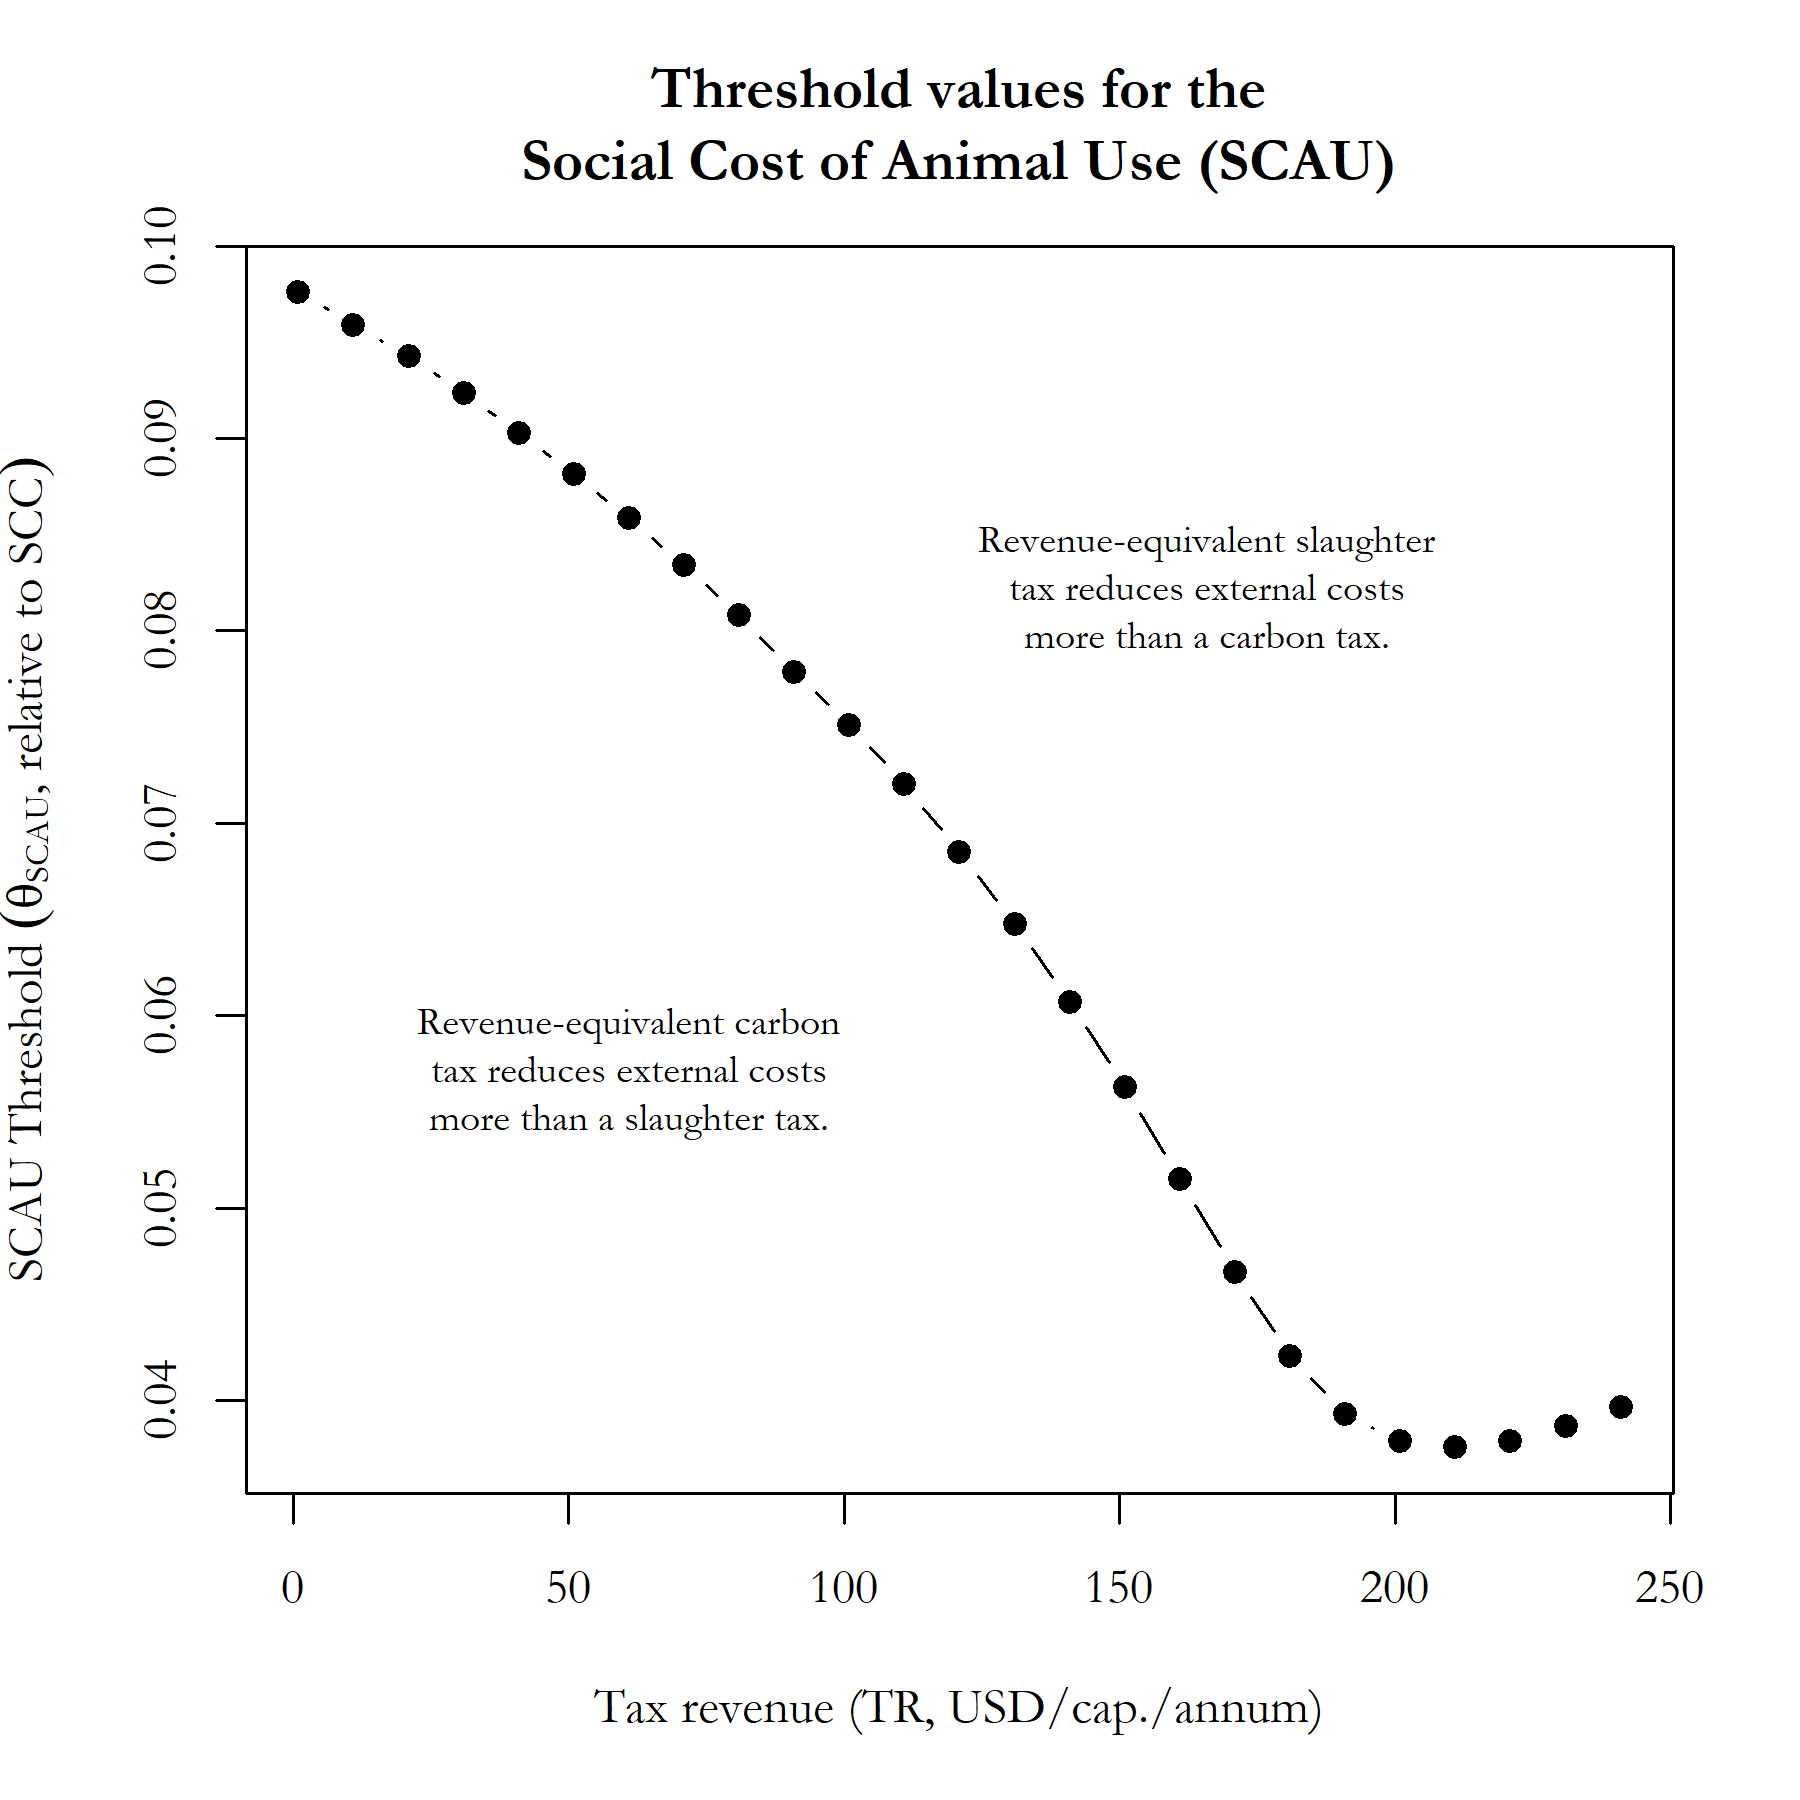 Threshold values for the
Social Cost of Animal Use (SCAU)
SCAU Threshold (θSCAU, relative to SCC)
0.10
0.09
0.08
0.07
0.06
0.05
0.04
Revenue-equivalent slaughter
tax reduces external costs
more than a carbon tax.
Revenue-equivalent carbon
tax reduces external costs
more than a slaughter tax.
0 50 100 150 200 250
Tax revenue (TR, USD/cap./annum)